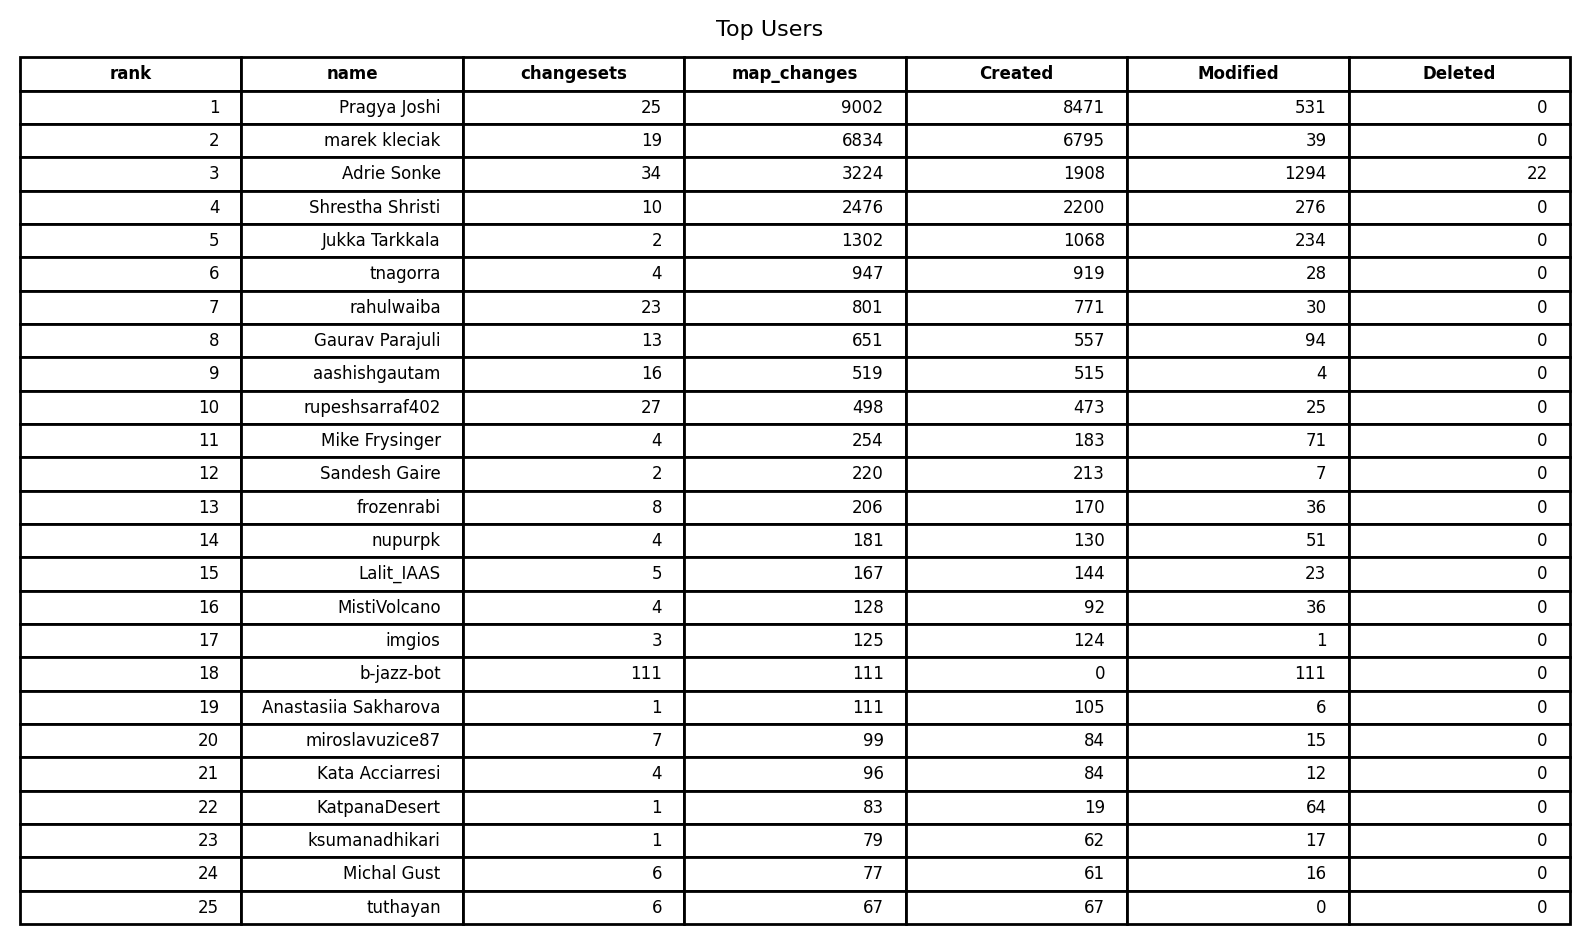 Top Users
rank name changesets map_changes Created Modified Deleted
1 Pragya Joshi 25 9002 8471 531 0
2 marek kleciak 19 6834 6795 39 0
3 Adrie Sonke 34 3224 1908 1294 22
4 Shrestha Shristi 10 2476 2200 276 0
5 Jukka Tarkkala 2 1302 1068 234 0
6 tnagorra 4 947 919 28 0
7 rahulwaiba 23 801 771 30 0
8 Gaurav Parajuli 13 651 557 94 0
9 aashishgautam 16 519 515 4 0
10 rupeshsarraf402 27 498 473 25 0
11 Mike Frysinger 4 254 183 71 0
12 Sandesh Gaire 2 220 213 7 0
13 frozenrabi 8 206 170 36 0
14 nupurpk 4 181 130 51 0
15 Lalit_IAAS 5 167 144 23 0
16 MistiVolcano 4 128 92 36 0
17 imgios 3 125 124 1 0
18 b-jazz-bot 111 111 0 111 0
19 Anastasiia Sakharova 1 111 105 6 0
20 miroslavuzice87 7 99 84 15 0
21 Kata Acciarresi 4 96 84 12 0
22 KatpanaDesert 1 83 19 64 0
23 ksumanadhikari 1 79 62 17 0
24 Michal Gust 6 77 61 16 0
25 tuthayan 6 67 67 0 0